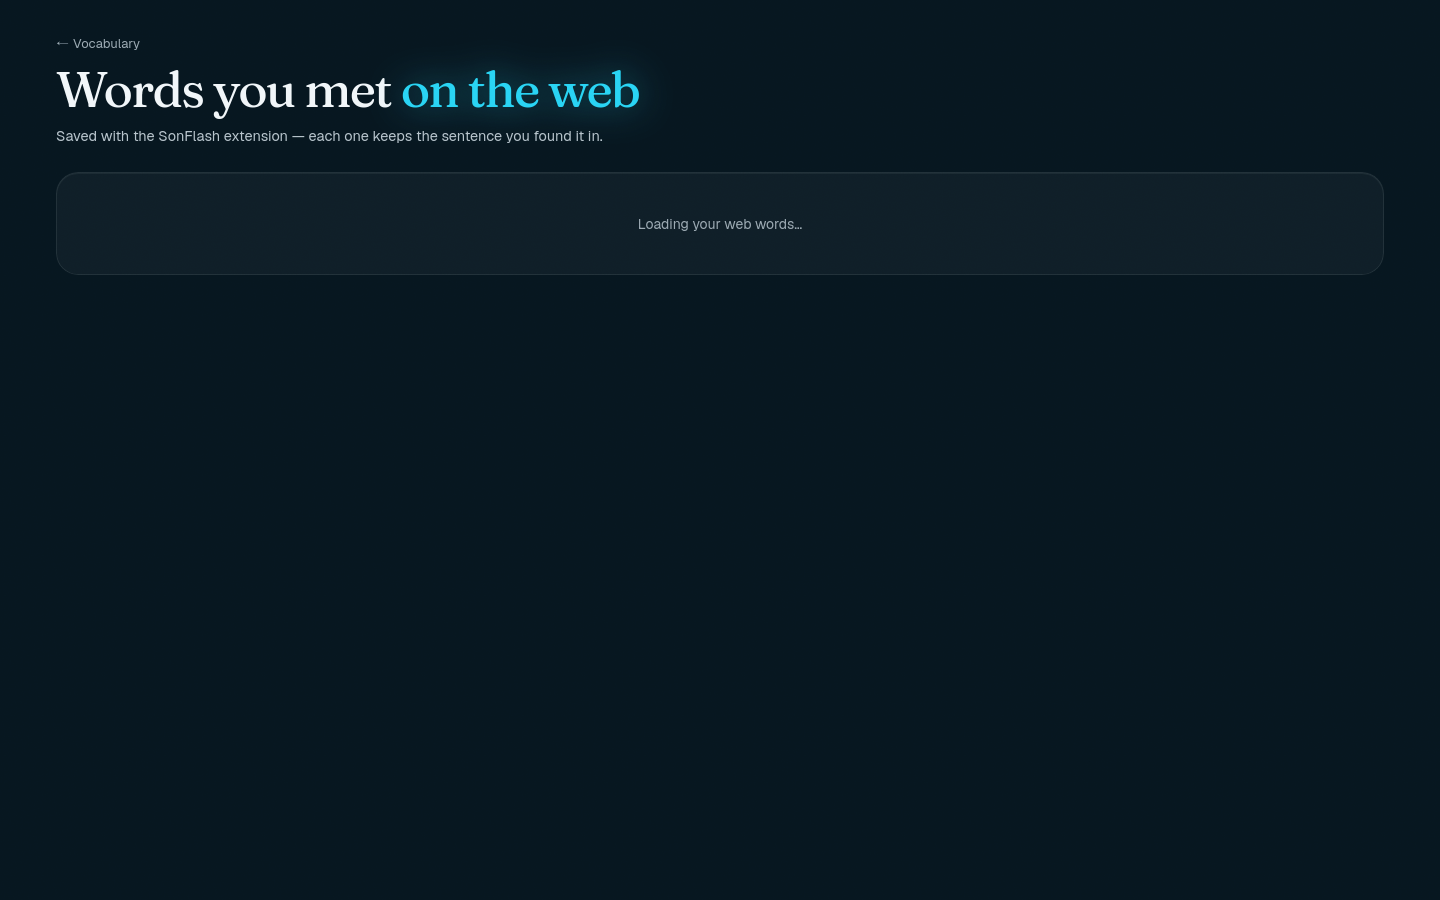 ← Vocabulary
Words you met on the web
Saved with the SonFlash extension — each one keeps the sentence you found it in.
Loading your web words…